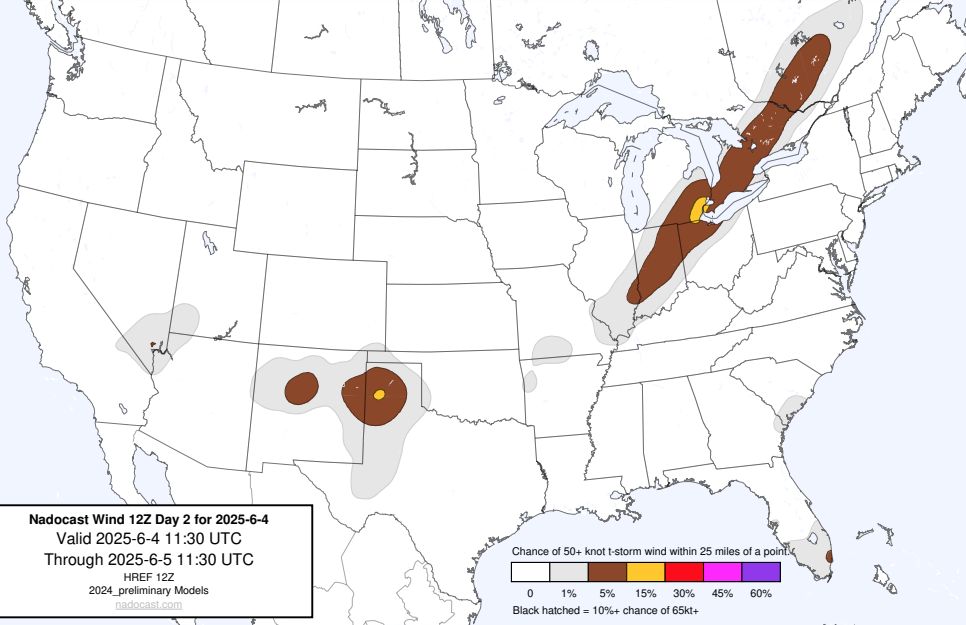 Nadocast Wind 12Z Day 2 for 2025-6-4
Valid 2025-6-4 11:30 UTC
Through 2025-6-5 11:30 UTC
HREF 12Z
2024_preliminary Models
nadocast.com
Chance of 50+ knot t-storm wind within 25 miles of a point.
0 1% 5% 15% 30% 45% 60%
Black hatched = 10%+ chance of 65kt+